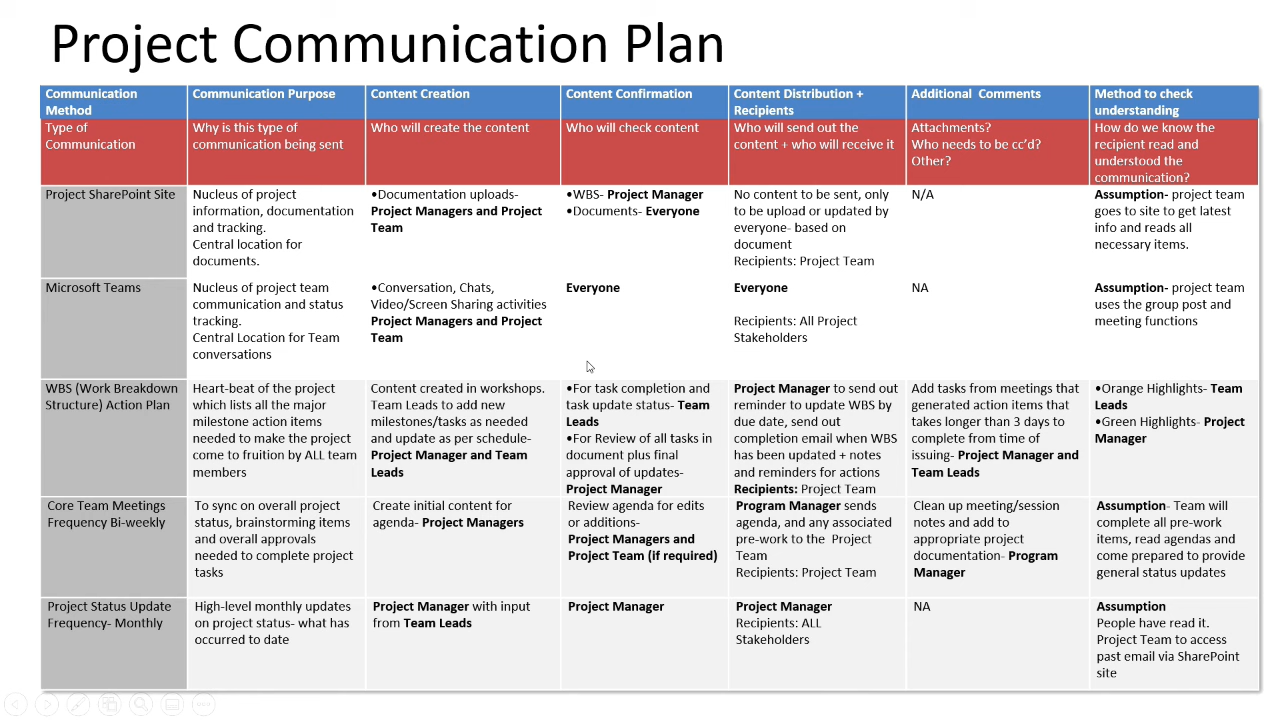 Project Communication Plan
Communication
Method
Communication Purpose
Content Creation
Content Confirmation
Content Distribution +
Recipients
Additional  Comments
Method to check
understanding
Type of
Communication
Why is this type of
communication being sent
Who will create the content
Who will check content
Who will send out the
content + who will receive it
Attachments?
Who needs to be cc'd?
Other?
How do we know the
recipient read and
understood the
communication?
Project SharePoint Site
Nucleus of project
information, documentation
and tracking.
Central location for
documents.
•Documentation uploads-
Project Managers and Project
Team
•WBS- Project Manager
•Documents- Everyone
No content to be sent, only
to be upload or updated by
everyone- based on
document
Recipients: Project Team
N/A
Assumption- project team
goes to site to get latest
info and reads all
necessary items.
Microsoft Teams
Nucleus of project team
communication and status
tracking.
Central Location for Team
conversations
•Conversation, Chats,
Video/Screen Sharing activities
Project Managers and Project
Team
Everyone
Everyone
Recipients: All Project
Stakeholders
NA
Assumption- project team
uses the group post and
meeting functions
WBS (Work Breakdown
Structure) Action Plan
Heart-beat of the project
which lists all the major
milestone action items
needed to make the project
come to fruition by ALL team
members
Content created in workshops.
Team Leads to add new
milestones/tasks as needed
and update as per schedule-
Project Manager and Team
Leads
•For task completion and
task update status- Team
Leads
•For Review of all tasks in
document plus final
approval of updates-
Project Manager
Project Manager to send out
reminder to update WBS by
due date, send out
completion email when WBS
has been updated + notes
and reminders for actions
Recipients: Project Team
Add tasks from meetings that
generated action items that
takes longer than 3 days to
complete from time of
issuing- Project Manager and
Team Leads
•Orange Highlights- Team
Leads
•Green Highlights- Project
Manager
Core Team Meetings
Frequency Bi-weekly
To sync on overall project
status, brainstorming items
and overall approvals
needed to complete project
tasks
Create initial content for
agenda- Project Managers
Review agenda for edits
or additions-
Project Managers and
Project Team (if required)
Program Manager sends
agenda, and any associated
pre-work to the  Project
Team
Recipients: Project Team
Clean up meeting/session
notes and add to
appropriate project
documentation- Program
Manager
Assumption- Team will
complete all pre-work
items, read agendas and
come prepared to provide
general status updates
Project Status Update
Frequency- Monthly
High-level monthly updates
on project status- what has
occurred to date
Project Manager with input
from Team Leads
Project Manager
Project Manager
Recipients: ALL
Stakeholders
NA
Assumption
People have read it.
Project Team to access
past email via SharePoint
site